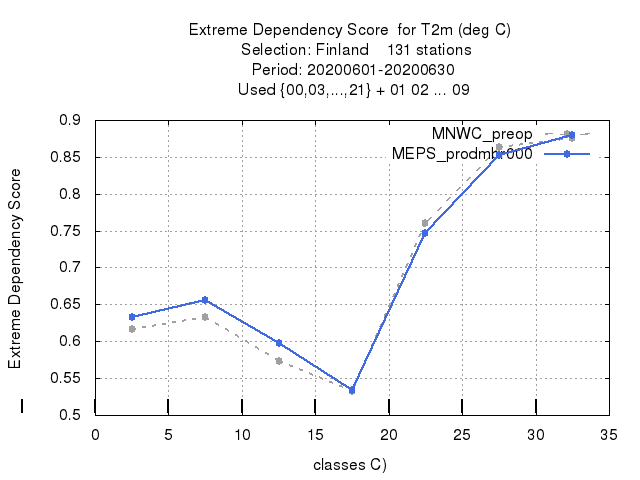 Extreme Dependency Score for T2m (deg C)
Selection: Finland 131 stations
Period: 20200601-20200630
Used {00,03,...,21} + 01 02 ... 09
Extreme Dependency Score
0.9
0.85
0.8
0.75
0.7
0.65
0.6
0.55
0.5
MNWC_preop
MEPS_prodmbr000
0 5 10 15 20 25 30 35
classes C)